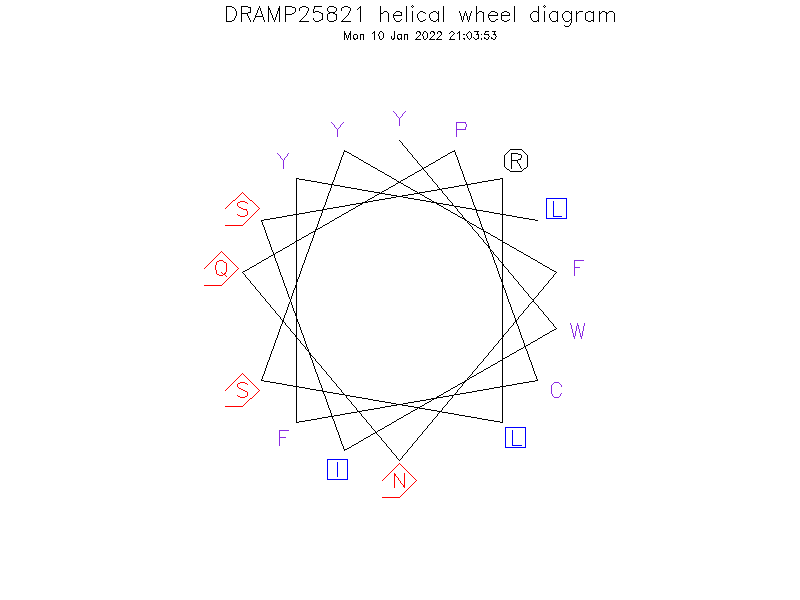 DRAMP25821 helical wheel diagram
Mon 10 Jan 2022 21:03:53
Y
Y
P
Y
R
S
L
Q
F
W
S
C
F
L
I
N